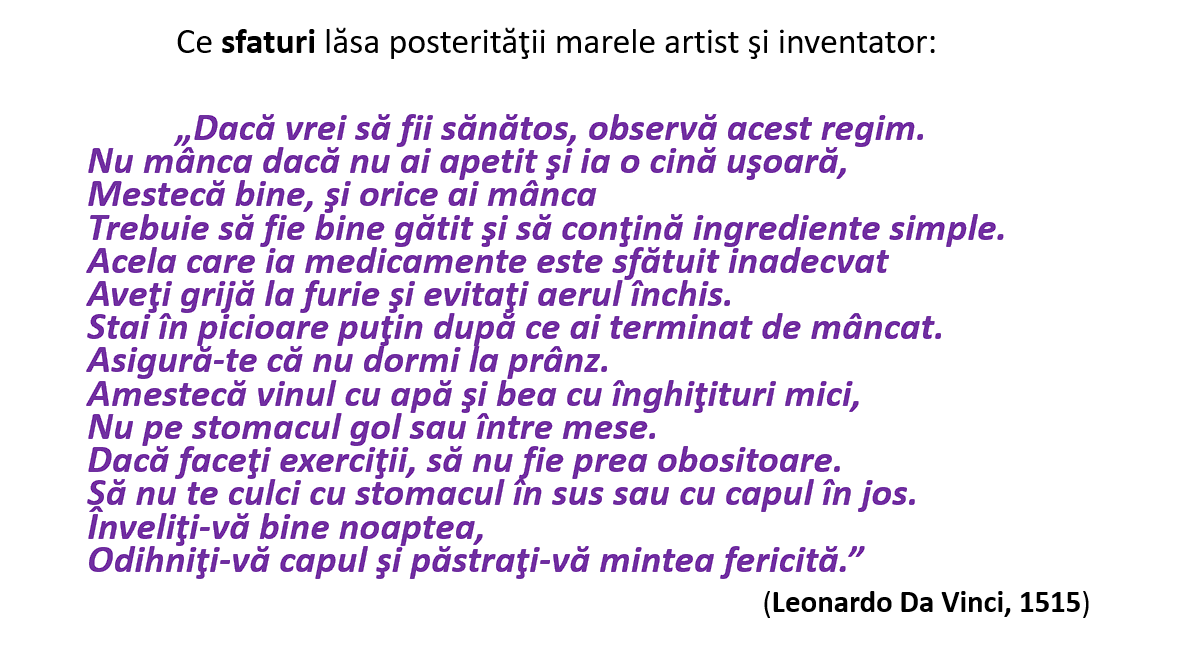 Ce sfaturi lăsa posterităţii marele artist şi inventator:
„Dacă vrei să fii sănătos, observă acest regim.
Nu mânca dacă nu ai apetit şi ia o cină uşoară,
Mestecă bine, şi orice ai mânca
Trebuie să fie bine gătit şi să conţină ingrediente simple.
Acela care ia medicamente este sfătuit inadecvat
Aveţi grijă la furie şi evitaţi aerul închis.
Stai în picioare puţin după ce ai terminat de mâncat.
Asigură-te că nu dormi la prânz.
Amestecă vinul cu apă şi bea cu înghiţituri mici,
Nu pe stomacul gol sau între mese.
Dacă faceţi exerciţii, să nu fie prea obositoare.
Să nu te culci cu stomacul în sus sau cu capul în jos.
Înveliţi-vă bine noaptea,
Odihniţi-vă capul şi păstraţi-vă mintea fericită.”
(Leonardo Da Vinci, 1515)